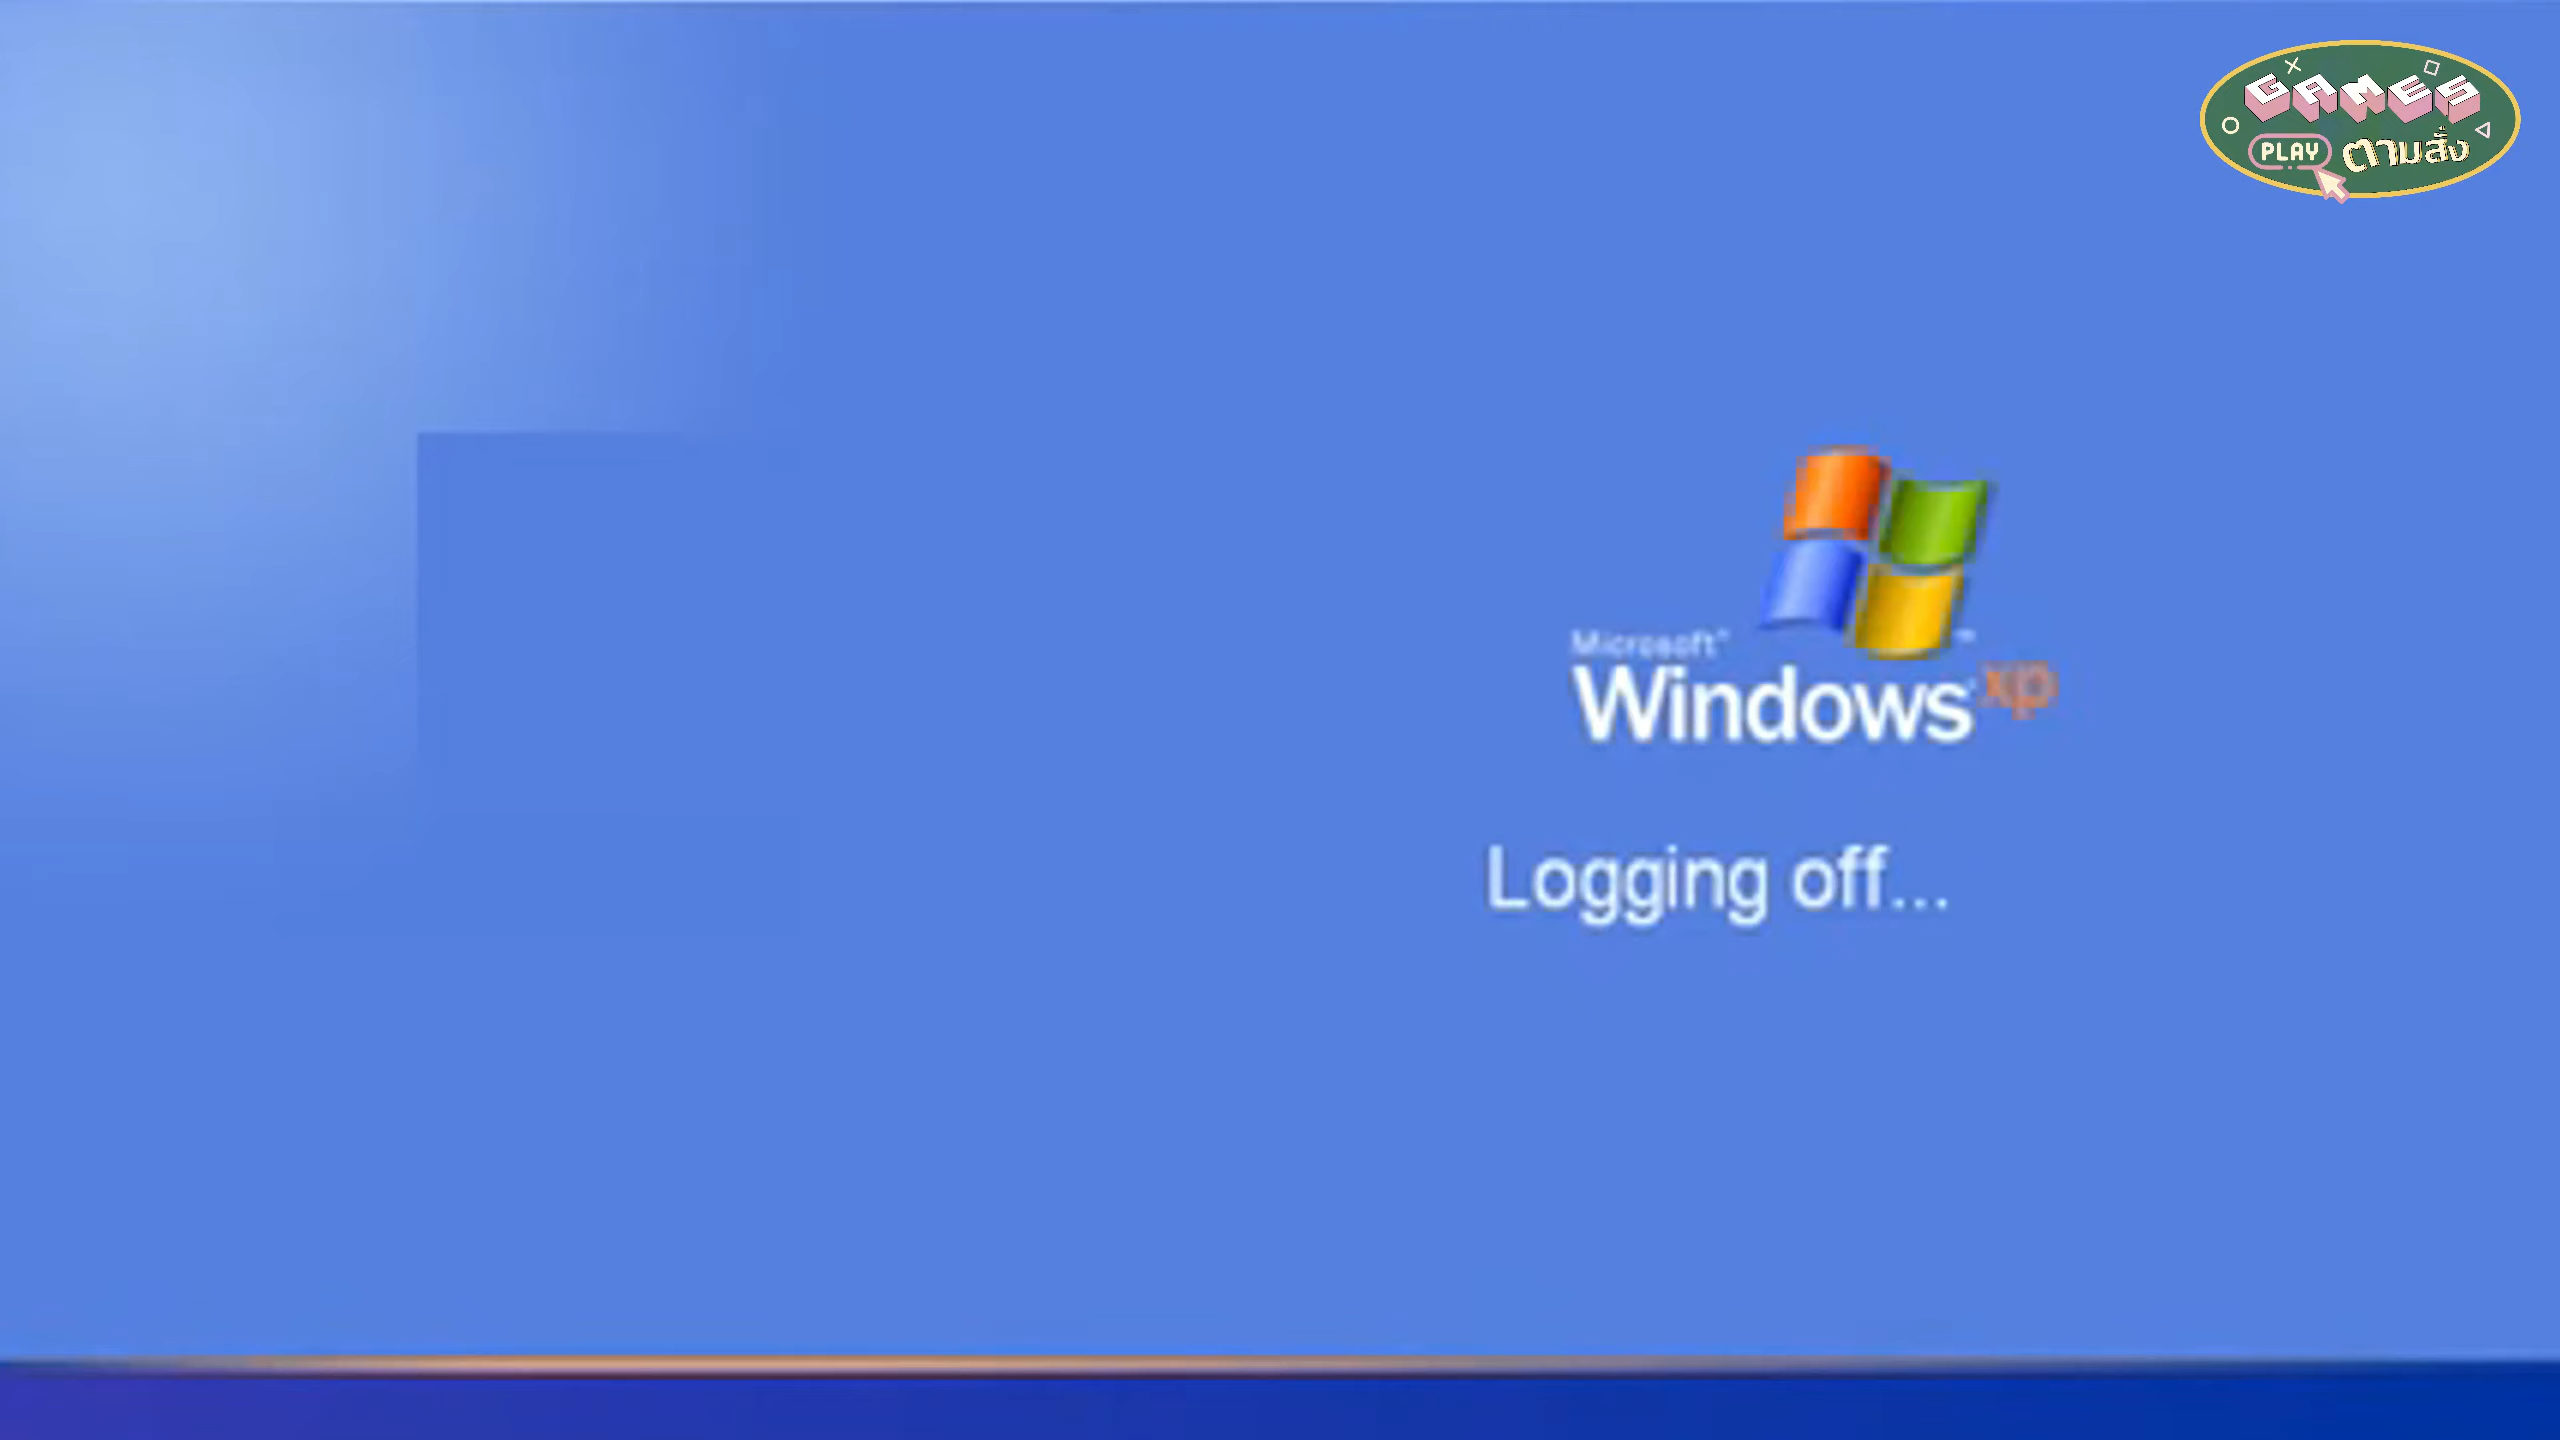 GAMES
PLAY ตามสั่ง
Microsoft
Windows xp
Logging off...